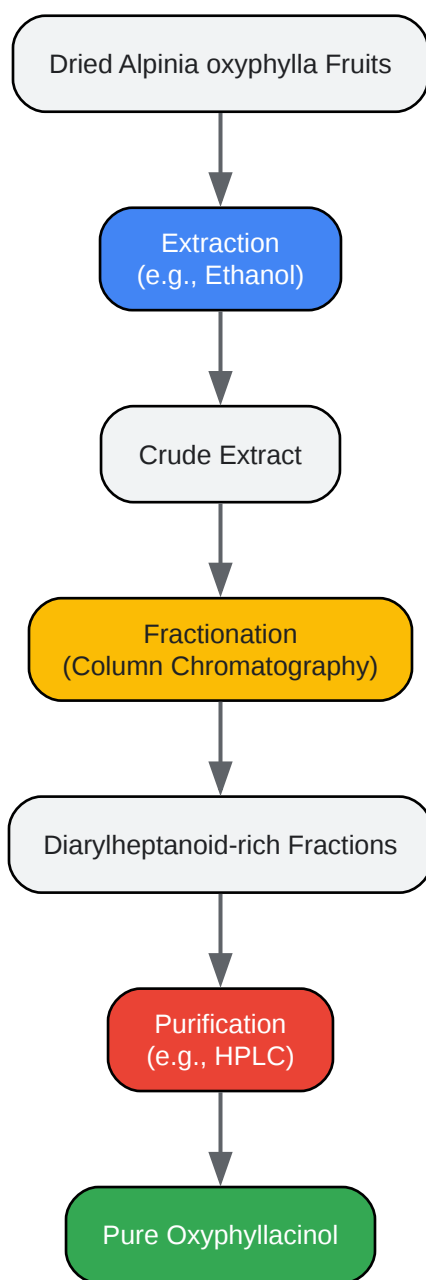 Dried Alpinia oxyphylla Fruits
Extraction
(e.g., Ethanol)
Crude Extract
Fractionation
(Column Chromatography)
Diarylheptanoid-rich Fractions
Purification
(e.g., HPLC)
Pure Oxyphyllacinol